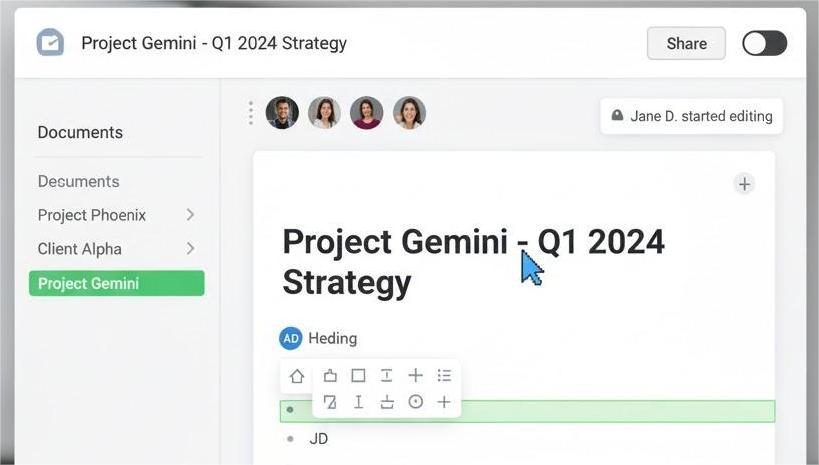 Project Gemini - Q1 2024 Strategy
Share
Jane D. started editing
Documents
Desuments
Project Phoenix
Client Alpha
Project Gemini
Project Gemini - Q1 2024
Strategy
AD Heding
JD